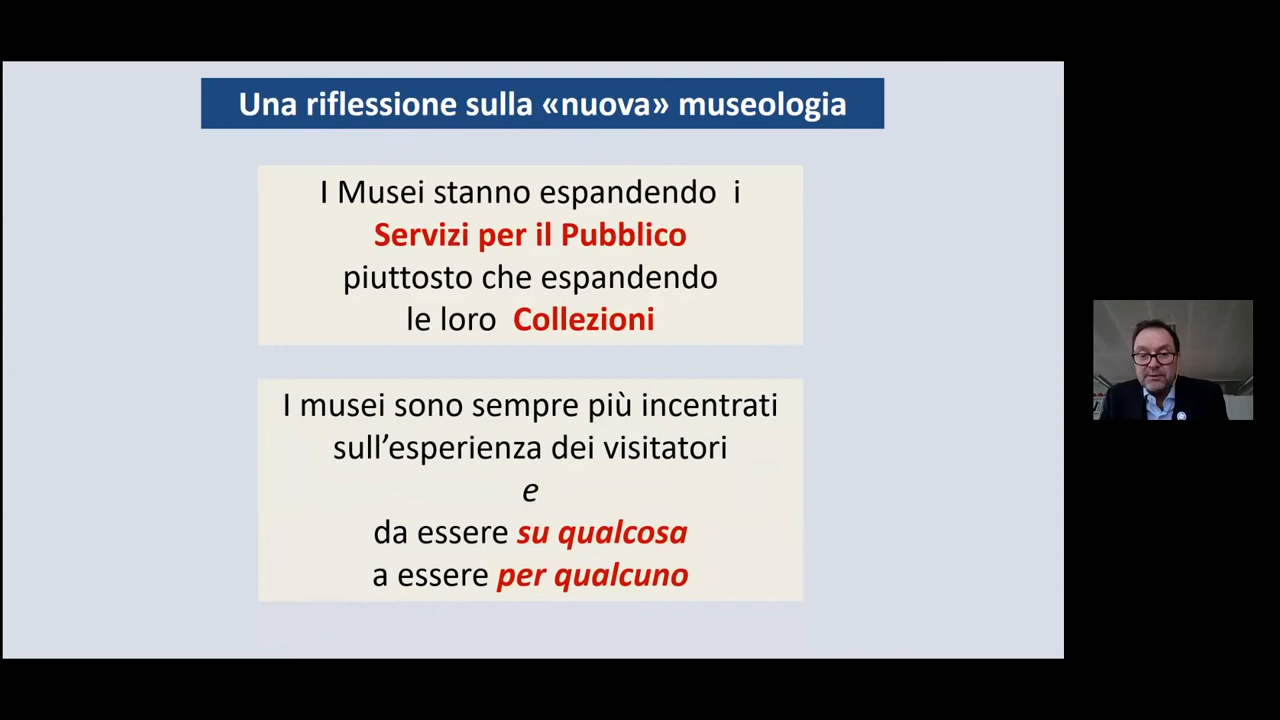 Una riflessione sulla «nuova» museologia
I Musei stanno espandendo i
Servizi per il Pubblico
piuttosto che espandendo
le loro Collezioni
I musei sono sempre più incentrati
sull’esperienza dei visitatori
e
da essere su qualcosa
a essere per qualcuno